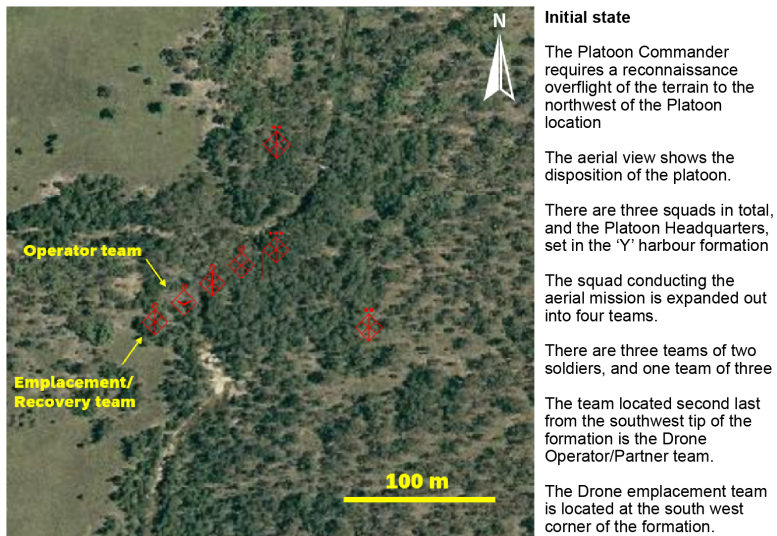 N
Operator team
Emplacement/
Recovery team
100 m
Initial state
The Platoon Commander
requires a reconnaissance
overflight of the terrain to the
northwest of the Platoon
location
The aerial view shows the
disposition of the platoon.
There are three squads in total,
and the Platoon Headquarters,
set in the ‘Y’ harbour formation
The squad conducting the
aerial mission is expanded out
into four teams.
There are three teams of two
soldiers, and one team of three
The team located second last
from the southwest tip of the
formation is the Drone
Operator/Partner team.
The Drone emplacement team
is located at the south west
corner of the formation.